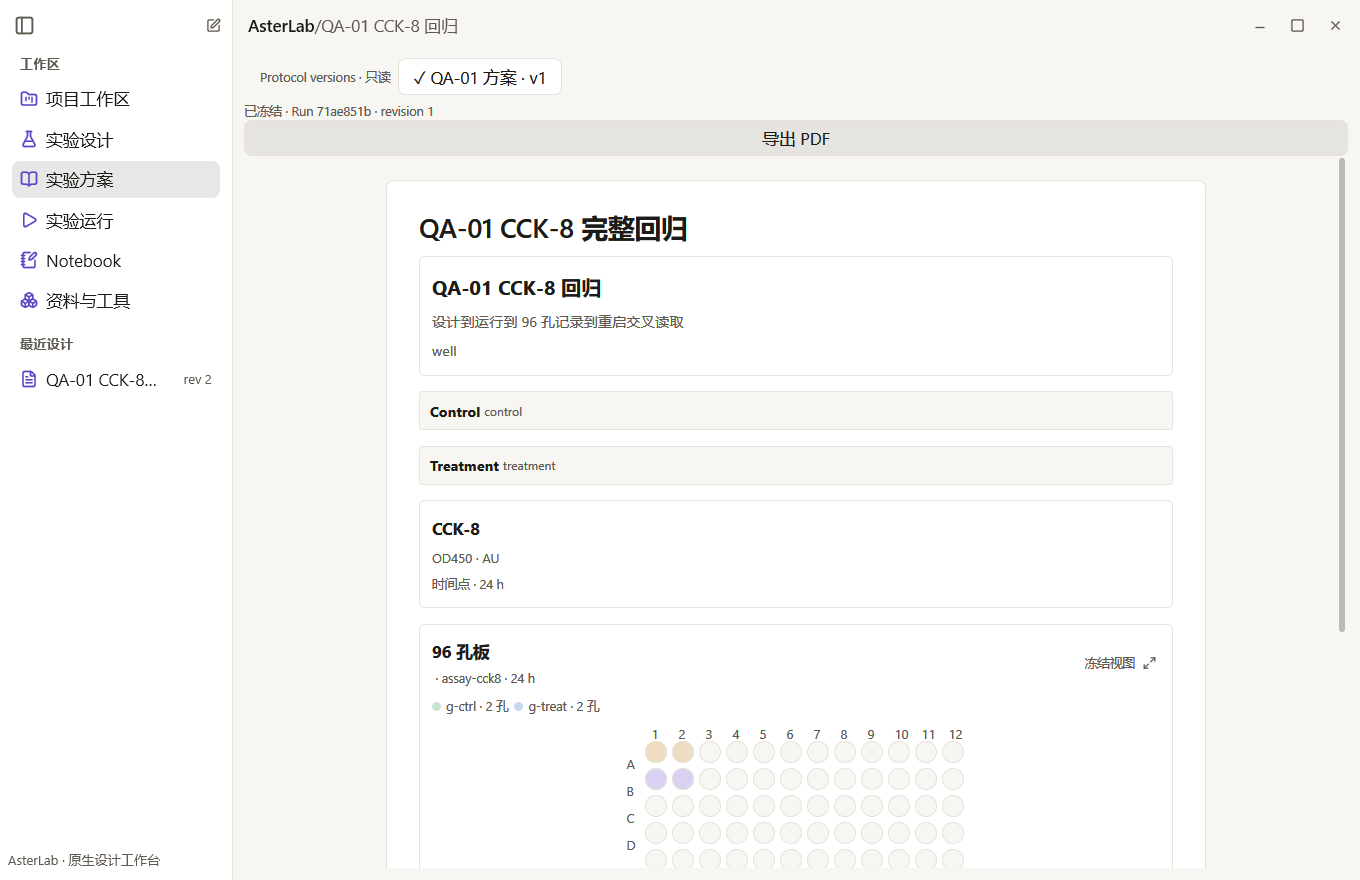 AsterLab/QA-01 CCK-8 回归
工作区
项目工作区
实验设计
实验方案
实验运行
Notebook
资料与工具
最近设计
QA-01 CCK-8... rev 2
AsterLab · 原生设计工作台
Protocol versions · 只读 ✓ QA-01 方案 · v1
已冻结 · Run 71ae851b · revision 1
导出 PDF
QA-01 CCK-8 完整回归
QA-01 CCK-8 回归
设计到运行到 96 孔记录到重启交叉读取
well
Control control
Treatment treatment
CCK-8
OD450 · AU
时间点 · 24 h
96 孔板
冻结视图
· assay-cck8 · 24 h
g-ctrl · 2 孔 g-treat · 2 孔
1 2 3 4 5 6 7 8 9 10 11 12
A
B
C
D